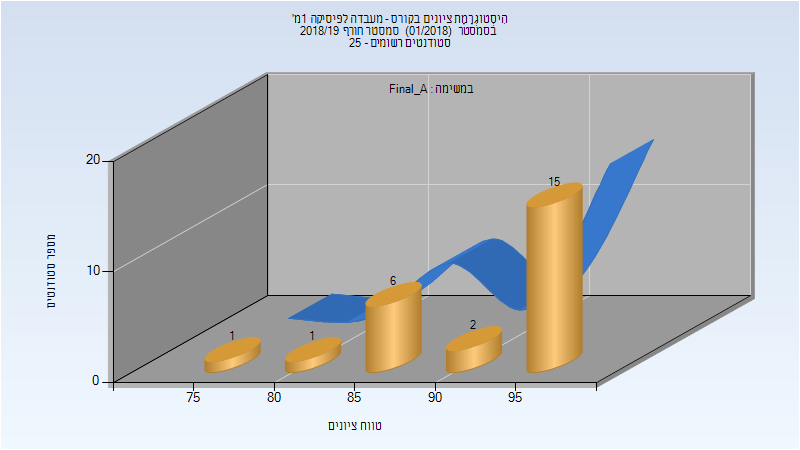 היסטוגרמת ציונים בקורס - מעבדה לפיסיקה 1מ'
בסמסטר (01/2018) סמסטר חורף 2018/19
סטודנטים רשומים - 25
במשימה : Final_A
20
10
0
מספר סטודנטים
1
1
6
2
15
75
80
85
90
95
טווח ציונים